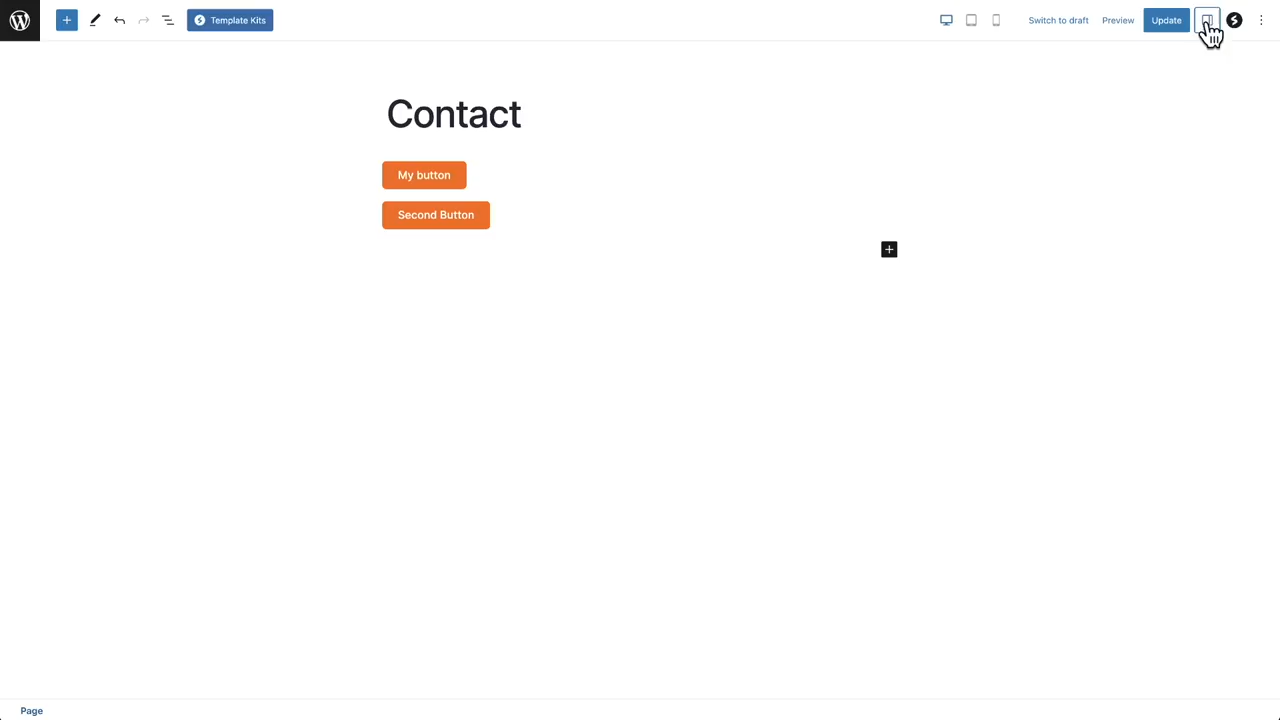 Template Kits
Switch to draft
Preview
Update
Contact
My button
Second Button
Page